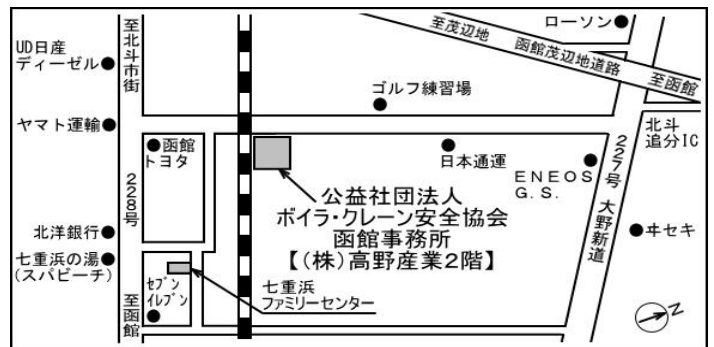 UD日産
ディーゼル
ヤマト運輸
北洋銀行
七重浜の湯
(スパビーチ)
至北斗市街
228号
至函館
函館
トヨタ
セブン
イレブン
七重浜
ファミリーセンター
ゴルフ練習場
日本通運
ENEOS
G.S.
公益社団法人
ボイラ・クレーン安全協会
函館事務所
【(株)高野産業2階】
ローソン
至茂辺地 函館茂辺地道路 至函館
北斗
追分IC
227号 大野新道
ヰセキ
N